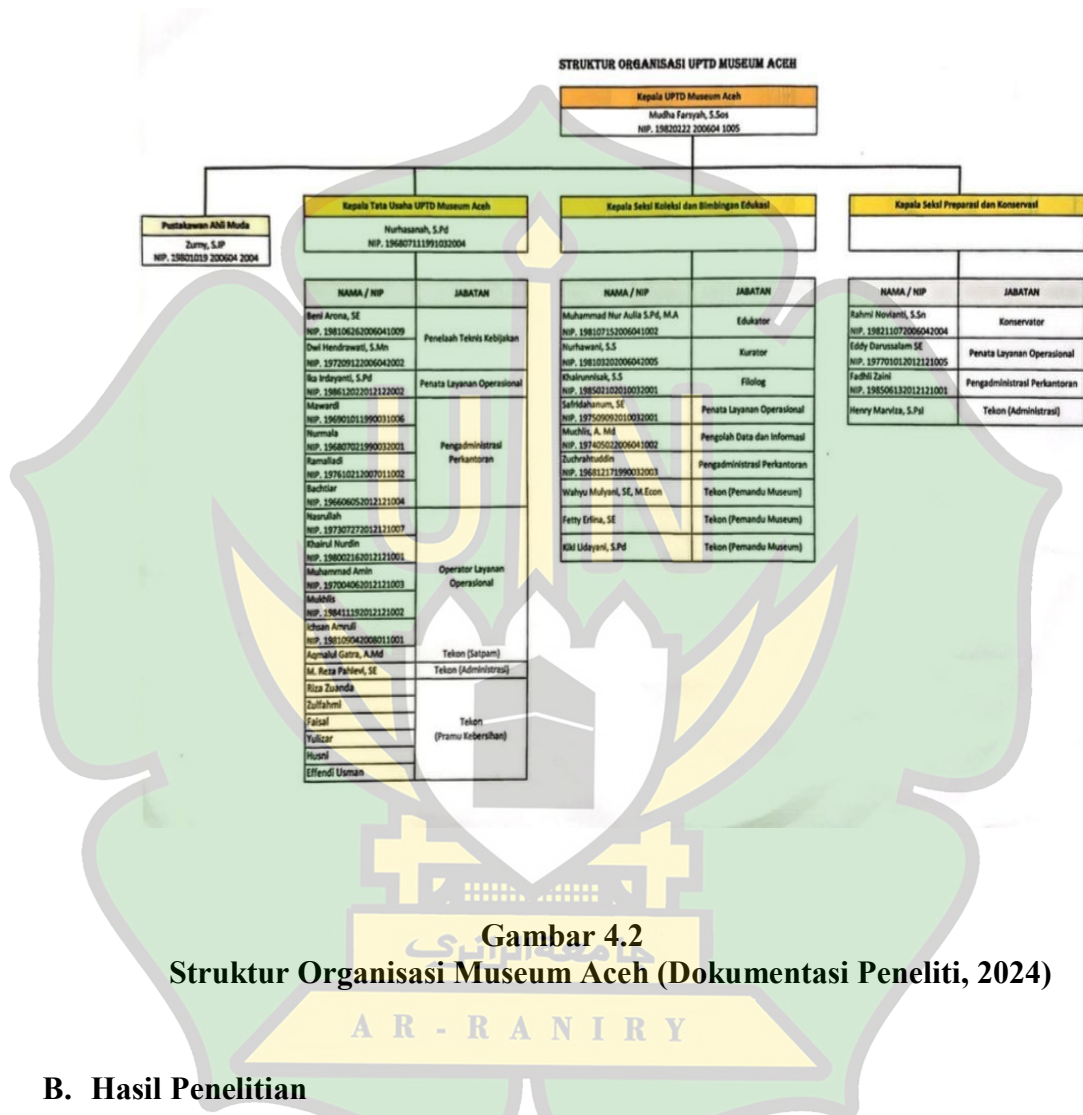 STRUKTUR ORGANISASI UPTD MUSEUM ACEH
Kepala UPTD Museum Aceh
Mudha Farsyah, S.Sos
NIP. 19820222 200604 1005
Pustakawan Ahli Muda
Zurny, S.IP
NIP. 19801019 200604 2004
Kepala Tata Usaha UPTD Museum Aceh
Nurhasanah, S.Pd
NIP. 196807111991032004
NAMA / NIP JABATAN
Beni Arona, SE
NIP. 198106262006041009
Penelaah Teknis Kebijakan
Dwi Hendrawati, S.Mn
NIP. 197209122006042002
Ika Irdayanti, S.Pd
NIP. 198612022012122002
Penata Layanan Operasional
Mawardi
NIP. 196901011990031006
Nurmala
NIP. 196807021990032001
Pengadministrasi
Perkantoran
Ramaliadi
NIP. 197610212007011002
Bachtiar
NIP. 196606052012121004
Nasrullah
NIP. 197307272012121007
Khairul Nurdin
NIP. 198002162012121001
Muhammad Amin
NIP. 197004062012121003
Operator Layanan
Operasional
Mukhlis
NIP. 198411192012121002
Ichsan Amruli
NIP. 198109042008011001
Aqmalul Gatra, A.Md Tekon (Satpam)
M. Reza Pahlevi, SE Tekon (Administrasi)
Riza Zuanda
Zulfahmi
Faisal
Yulizar
Husni
Effendi Usman
Tekon
(Pramu Kebersihan)
Kepala Seksi Koleksi dan Bimbingan Edukasi
NAMA / NIP JABATAN
Muhammad Nur Aulia S.Pd, M.A
NIP. 198107152006041002
Edukator
Nurhawani, S.S
NIP. 198103202006042005
Kurator
Khairunnisak, S.S
NIP. 198502102010032001
Filolog
Safridahanum, SE
NIP. 197509092010032001
Penata Layanan Operasional
Muchlis, A. Md
NIP. 197405022006041002
Pengolah Data dan Informasi
Zuchrahtuddin
NIP. 196812171990032003
Pengadministrasi Perkantoran
Wahyu Mulyani, SE, M.Econ Tekon (Pemandu Museum)
Fetty Erlina, SE Tekon (Pemandu Museum)
Kiki Lidayani, S.Pd Tekon (Pemandu Museum)
Kepala Seksi Preparasi dan Konservasi
NAMA / NIP JABATAN
Rahmi Novianti, S.Sn
NIP. 198211072006042004
Konservator
Eddy Darussalam SE
NIP. 197701012012121005
Penata Layanan Operasional
Fadhli Zaini
NIP. 198506132012121001
Pengadministrasi Perkantoran
Henry Marviza, S.Psi Tekon (Administrasi)
Gambar 4.2
جامعة الرانري
Struktur Organisasi Museum Aceh (Dokumentasi Peneliti, 2024)
UIN
AR-RANIRY
B. Hasil Penelitian